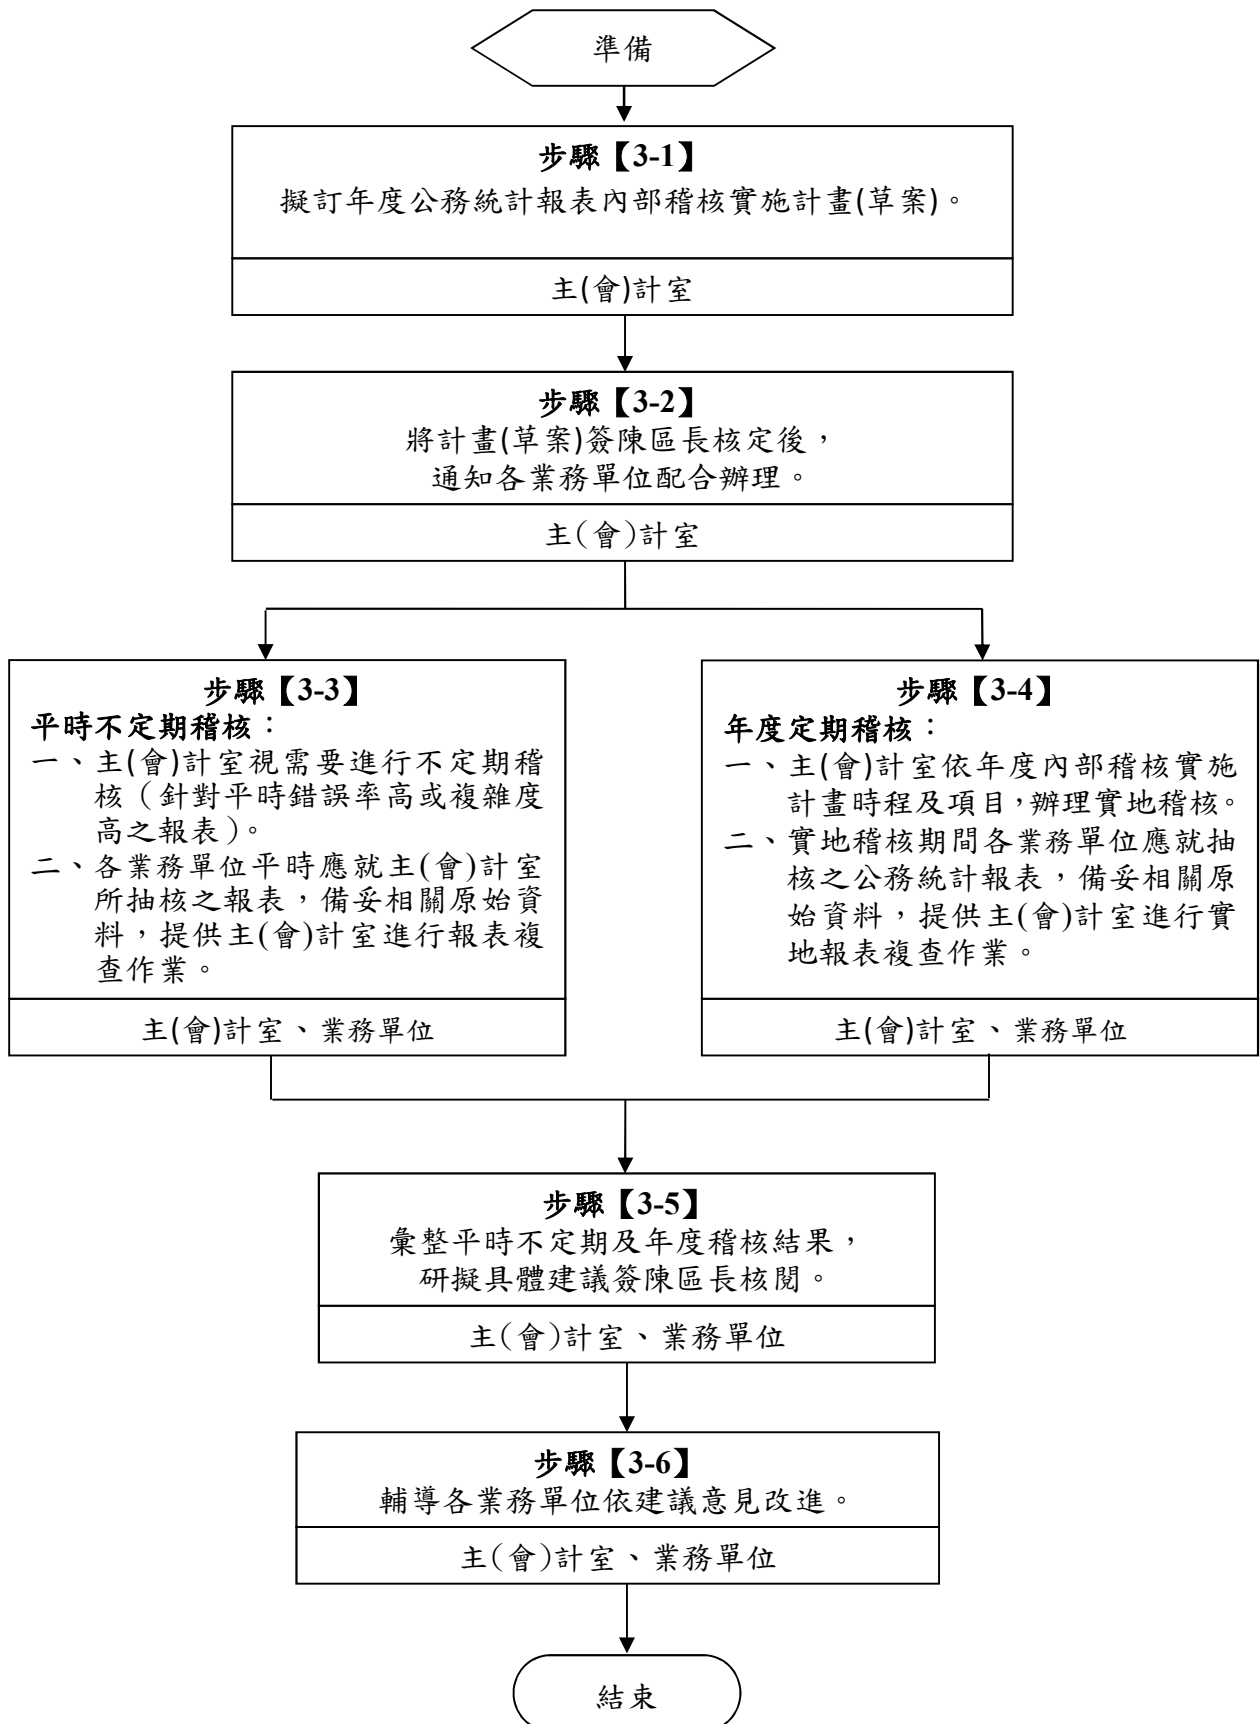 準備
步驟【3-1】
擬訂年度公務統計報表內部稽核實施計畫(草案)。
主(會)計室
步驟【3-2】
將計畫(草案)簽陳區長核定後，
通知各業務單位配合辦理。
主(會)計室
步驟【3-3】
平時不定期稽核：
一、主(會)計室視需要進行不定期稽
核（針對平時錯誤率高或複雜度
高之報表）。
二、各業務單位平時應就主(會)計室
所抽核之報表，備妥相關原始資
料，提供主(會)計室進行報表複
查作業。
主(會)計室、業務單位
步驟【3-4】
年度定期稽核：
一、主(會)計室依年度內部稽核實施
計畫時程及項目，辦理實地稽核。
二、實地稽核期間各業務單位應就抽
核之公務統計報表，備妥相關原
始資料，提供主(會)計室進行實
地報表複查作業。
主(會)計室、業務單位
步驟【3-5】
彙整平時不定期及年度稽核結果，
研擬具體建議簽陳區長核閱。
主(會)計室、業務單位
步驟【3-6】
輔導各業務單位依建議意見改進。
主(會)計室、業務單位
結束